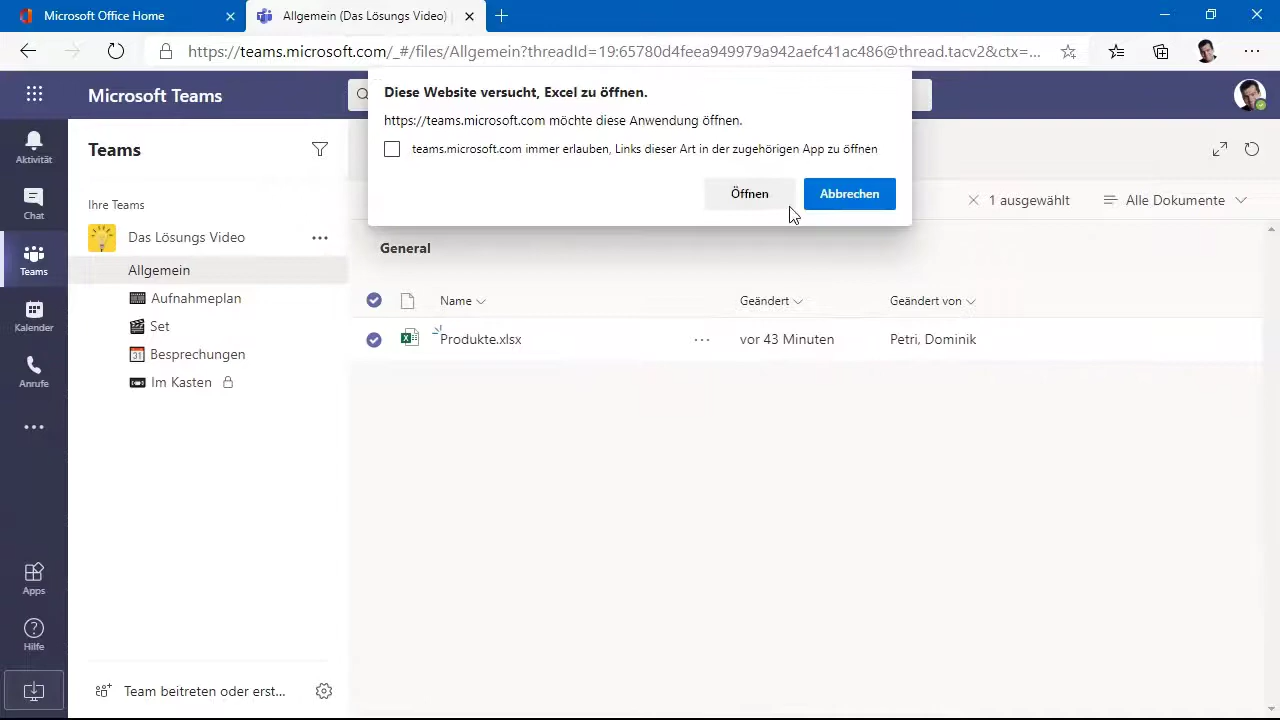 Microsoft Office Home
Allgemein (Das Lösungs Video)
https://teams.microsoft.com/_#/files/Allgemein?threadId=19:65780d4feea949979a942aefc41ac486@thread.tacv2&ctx=...
Microsoft Teams
Diese Website versucht, Excel zu öffnen.
https://teams.microsoft.com möchte diese Anwendung öffnen.
teams.microsoft.com immer erlauben, Links dieser Art in der zugehörigen App zu öffnen
Öffnen
Abbrechen
Aktivität
Chat
Teams
Kalender
Anrufe
Apps
Hilfe
Teams
Ihre Teams
Das Lösungs Video
Allgemein
Aufnahmeplan
Set
Besprechungen
Im Kasten
Team beitreten oder erst...
1 ausgewählt
Alle Dokumente
General
Name
Geändert
Geändert von
Produkte.xlsx
vor 43 Minuten
Petri, Dominik